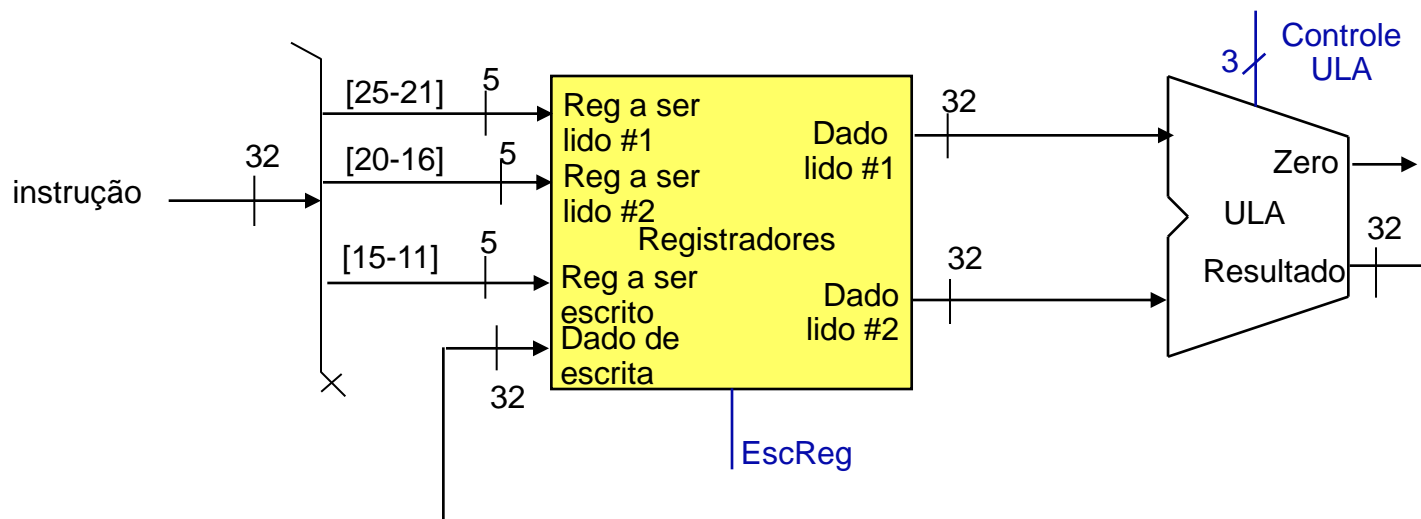 instrução
32
[25-21]
5
[20-16]
5
[15-11]
5
32
Reg a ser
lido #1
Reg a ser
lido #2
Registradores
Reg a ser
escrito
Dado de
escrita
Dado
lido #1
Dado
lido #2
EscReg
32
32
3
Controle
ULA
Zero
ULA
Resultado
32